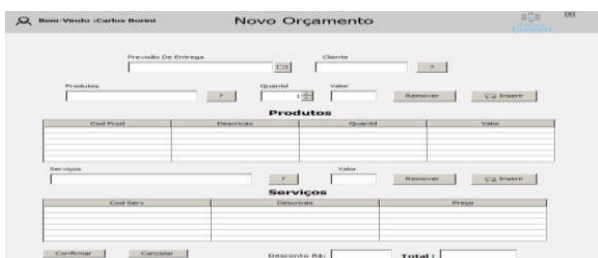 Bem-Vindo :Carlos Borini
Novo Orçamento
Previsão De Entrega
Cliente
?
Produtos
Quantid
Valor
?
1
Remover
Inserir
Produtos
Cod Prod
Descricao
Quantid
Valor
Serviços
Valor
?
Remover
Inserir
Serviços
Cod Serv
Descricao
Preço
Confirmar
Cancelar
Desconto R$:
Total :